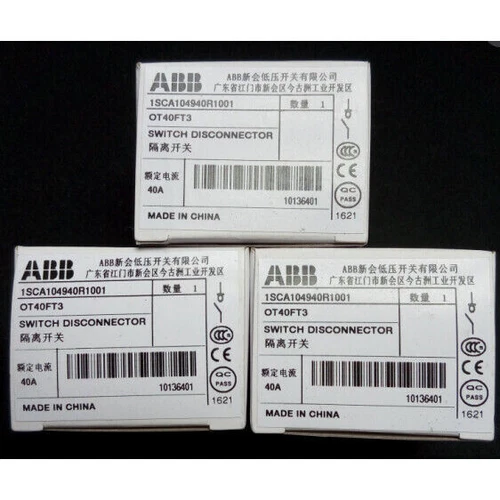 ABB
ABB新会低压开关有限公司
广东省江门市新会区今古洲工业开发区
1SCA104940R1001
数量 1
OT40FT3
SWITCH DISCONNECTOR
隔离开关
额定电流
40A
10136401
MADE IN CHINA
CCC
CE
QC
PASS
1621
ABB
ABB新会低压开关有限公司
广东省江门市新会区今古洲工业开发区
1SCA104940R1001
数量 1
OT40FT3
SWITCH DISCONNECTOR
隔离开关
额定电流
40A
10136401
MADE IN CHINA
CCC
CE
QC
PASS
1621
ABB
ABB新会低压开关有限公司
广东省江门市新会区今古洲工业开发区
1SCA104940R1001
数量 1
OT40FT3
SWITCH DISCONNECTOR
隔离开关
额定电流
40A
10136401
MADE IN CHINA
CCC
CE
QC
PASS
1621